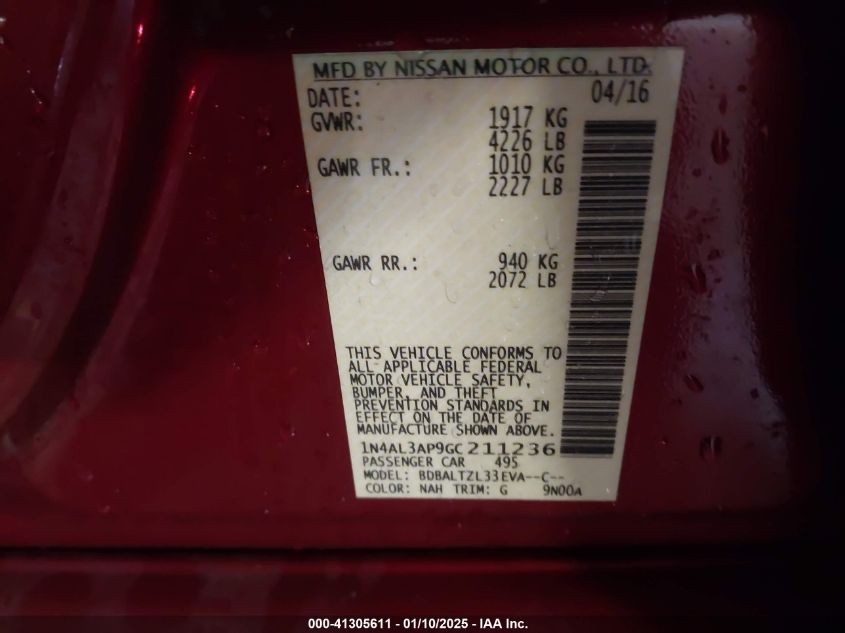 MFD BY NISSAN MOTOR CO., LTD.
DATE: 04/16
GVWR: 1917 KG
4226 LB
GAWR FR.: 1010 KG
2227 LB
GAWR RR.: 940 KG
2072 LB
THIS VEHICLE CONFORMS TO
ALL APPLICABLE FEDERAL
MOTOR VEHICLE SAFETY,
BUMPER, AND THEFT
PREVENTION STANDARDS IN
EFFECT ON THE DATE OF
MANUFACTURE SHOWN ABOVE.
1N4AL3AP9GC211236
PASSENGER CAR 495
MODEL: BDBALTZL33EVA--C--
COLOR: NAH TRIM: G 9N00A
000-41305611 - 01/10/2025 - IAA Inc.